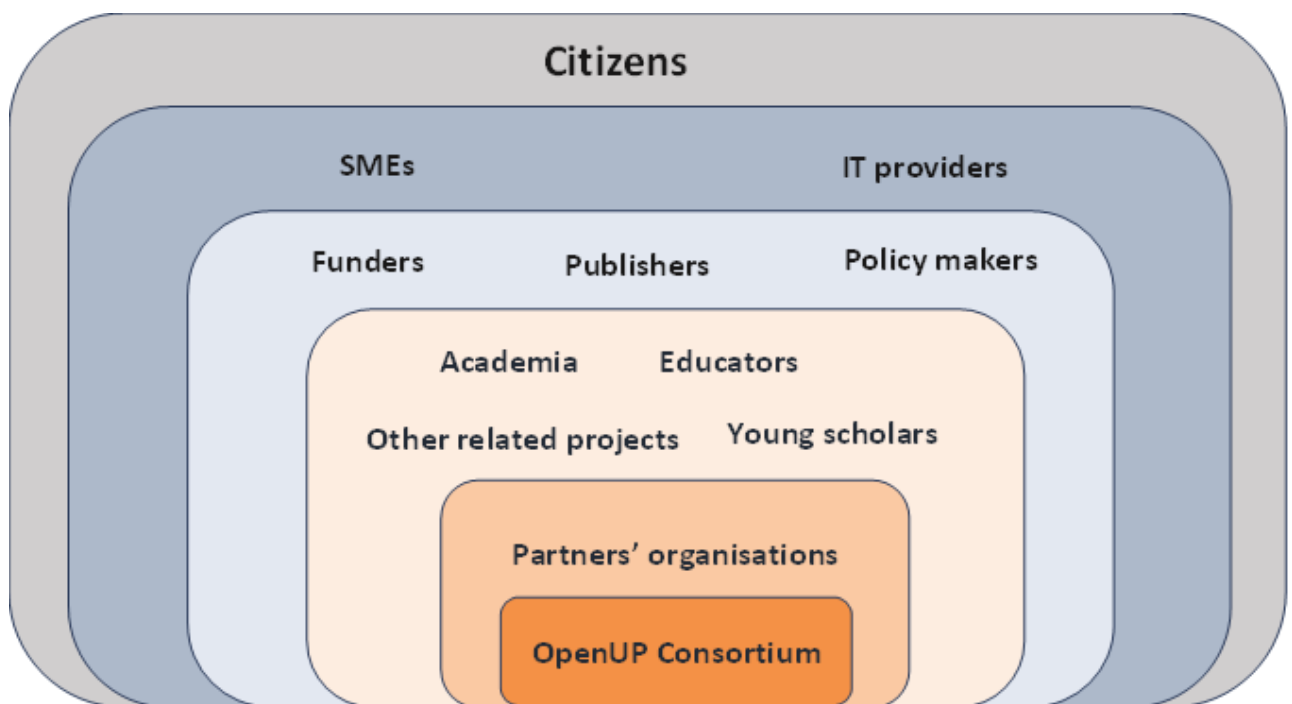 Citizens
SMEs IT providers
Funders Publishers Policy makers
Academia Educators
Other related projects Young scholars
Partners’ organisations
OpenUP Consortium